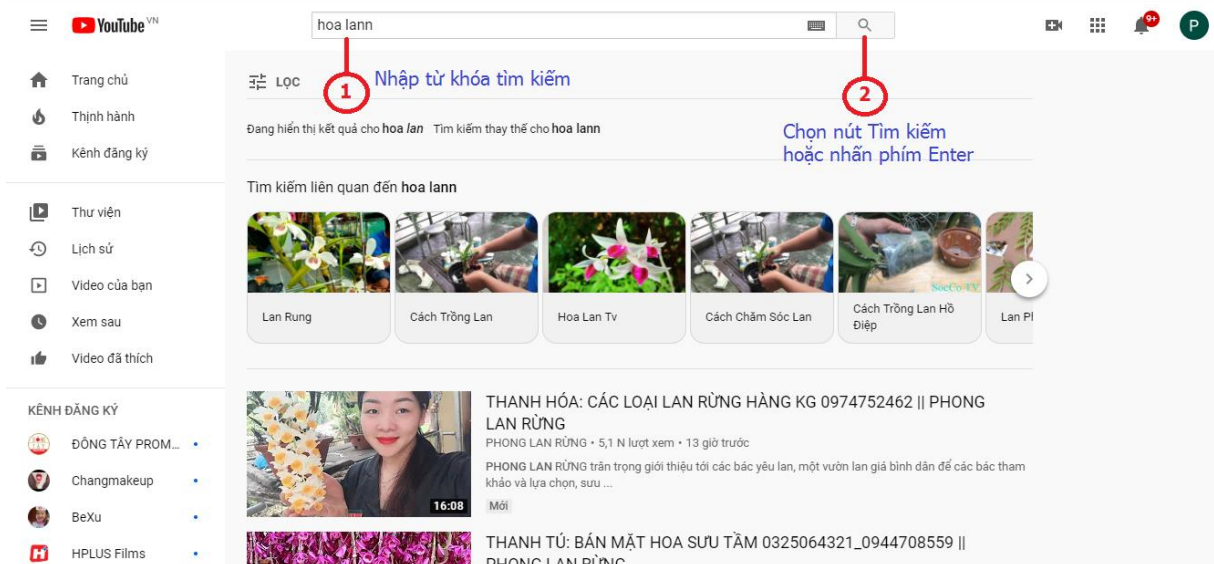 YouTube VN
hoa lann
9+
P
Trang chủ
Thịnh hành
Kênh đăng ký
Thư viện
Lịch sử
Video của bạn
Xem sau
Video đã thích
KÊNH ĐĂNG KÝ
ĐÔNG TÂY PROM...
Changmakeup
BeXu
HPLUS Films
LỌC
1
Nhập từ khóa tìm kiếm
2
Chọn nút Tìm kiếm
hoặc nhấn phím Enter
Đang hiển thị kết quả cho hoa lan Tìm kiếm thay thế cho hoa lann
Tìm kiếm liên quan đến hoa lann
SocCo TV
Lan Rung
Cách Trồng Lan
Hoa Lan Tv
Cách Chăm Sóc Lan
Cách Trồng Lan Hồ
Điệp
Lan
THANH HÓA: CÁC LOẠI LAN RỪNG HÀNG KG 0974752462 || PHONG
LAN RỪNG
PHONG LAN RỪNG • 5,1 N lượt xem • 13 giờ trước
PHONG LAN RỪNG trân trọng giới thiệu tới các bác yêu lan, một vườn lan giá bình dân để các bác tham
khảo và lựa chọn, sưu ...
16:08
Mới
THANH TÚ: BÁN MẶT HOA SƯU TẦM 0325064321_0944708559 ||
PHONG LAN RỪNG